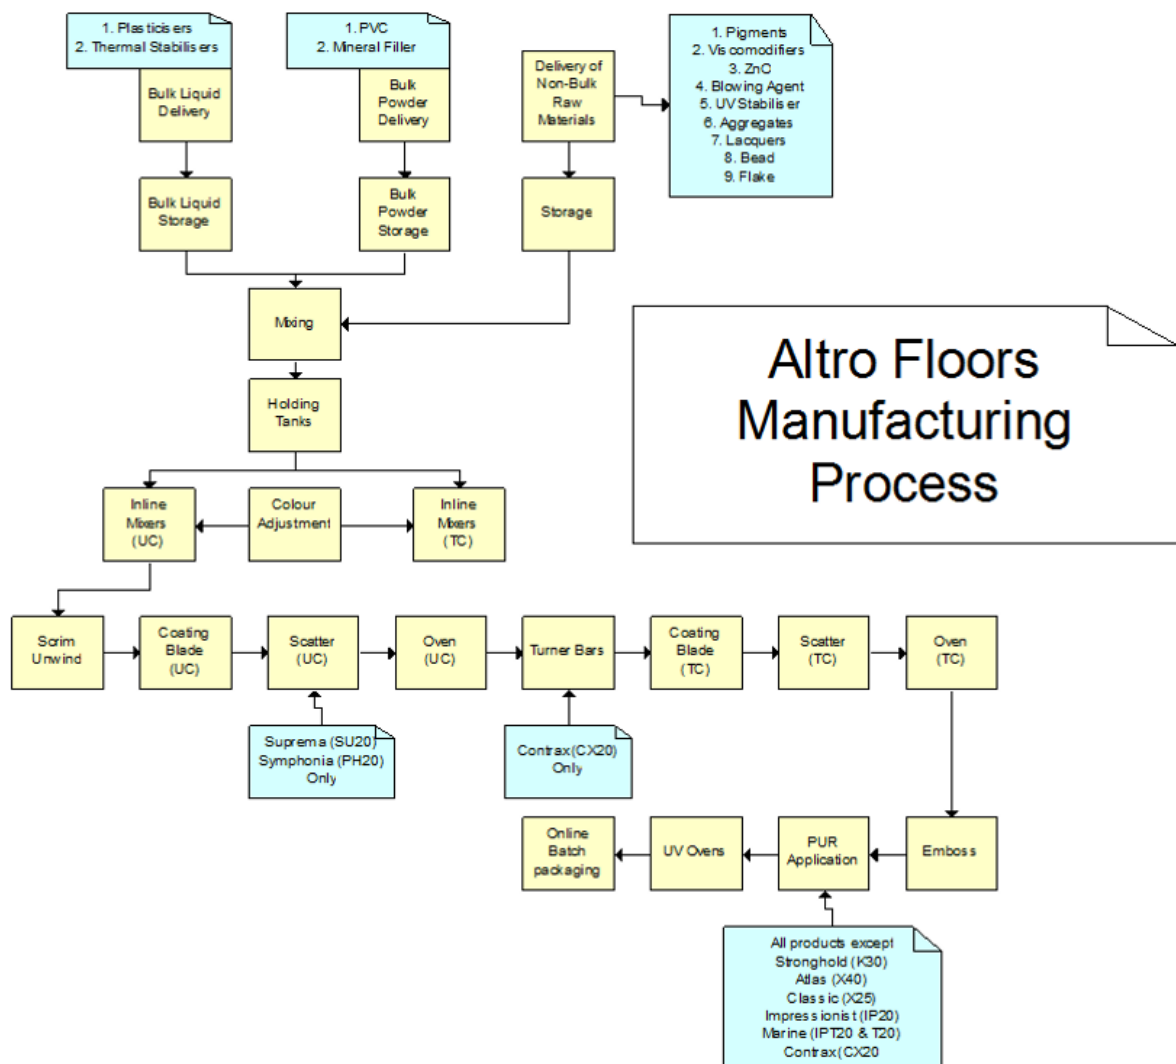 1. Plasticisers
2. Thermal Stabilisers
1. PVC
2. Mineral Filler
1. Pigments
2. Viscomodifiers
3. ZnO
4. Blowing Agent
5. UV Stabiliser
6. Aggregates
7. Lacquers
8. Bead
9. Flake
Bulk Liquid
Delivery
Bulk
Powder
Delivery
Delivery of
Non-Bulk
Raw
Materials
Bulk Liquid
Storage
Bulk
Powder
Storage
Storage
Mixing
Altro Floors
Manufacturing
Process
Holding
Tanks
Inline
Mixers
(UC)
Colour
Adjustment
Inline
Mixers
(TC)
Scrim
Unwind
Coating
Blade
(UC)
Scatter
(UC)
Oven
(UC)
Turner Bars
Coating
Blade
(TC)
Scatter
(TC)
Oven
(TC)
Suprema (SU20)
Symphonia (PH20)
Only
Contrax(CX20)
Only
Online
Batch
packaging
UV Ovens
PUR
Application
Emboss
All products except
Stronghold (K30)
Atlas (X40)
Classic (X25)
Impressionist (IP20)
Marine (IPT20 & T20)
Contrax(CX20